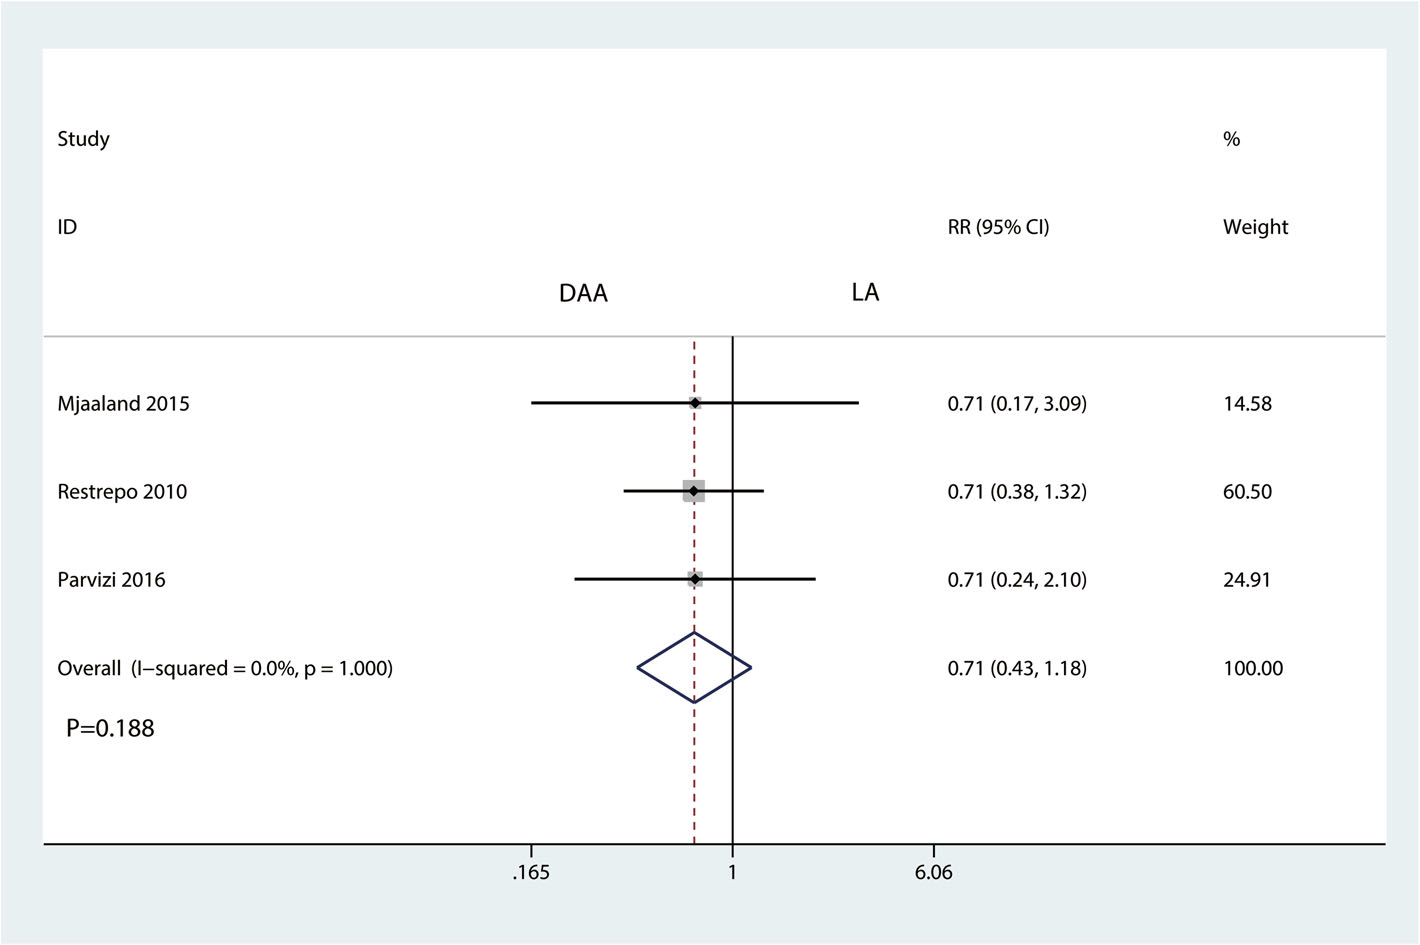 Study %
ID RR (95% CI) Weight
DAA LA
Mjaaland 2015 0.71 (0.17, 3.09) 14.58
Restrepo 2010 0.71 (0.38, 1.32) 60.50
Parvizi 2016 0.71 (0.24, 2.10) 24.91
Overall (I−squared = 0.0%, p = 1.000) 0.71 (0.43, 1.18) 100.00
P=0.188
.165 1 6.06